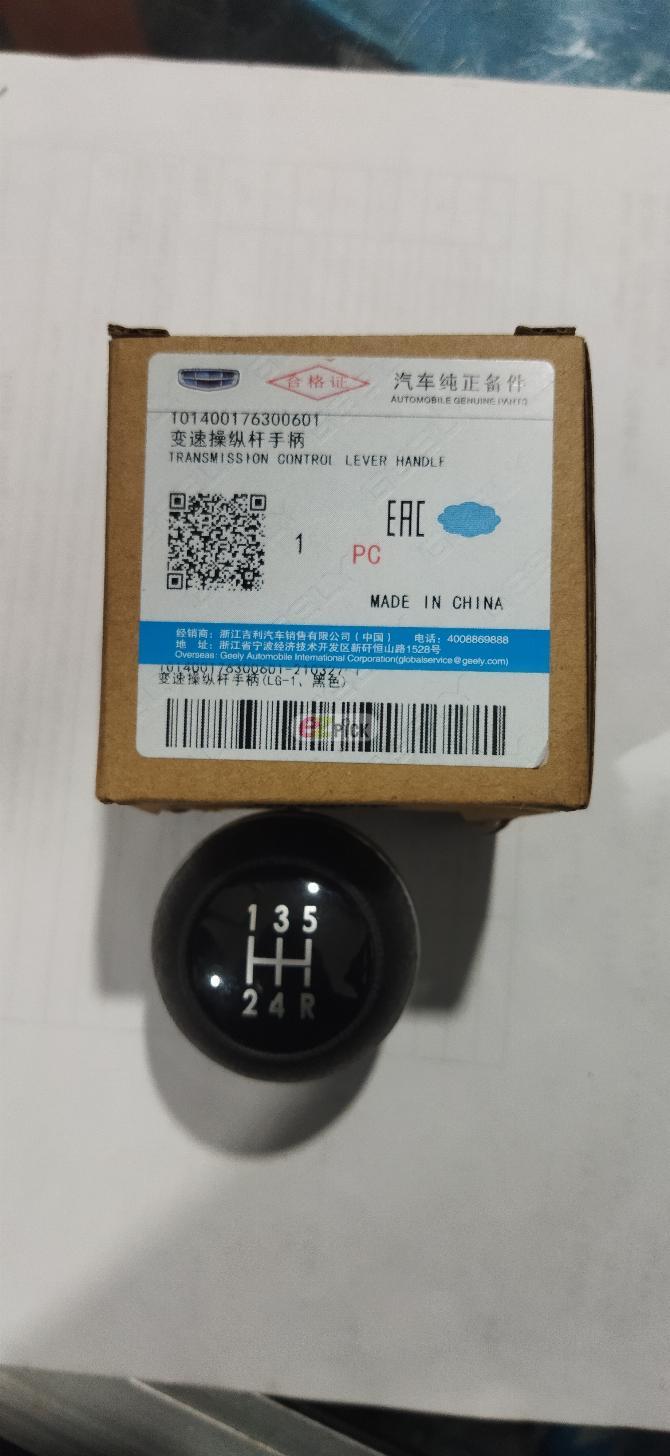 合格证
汽车纯正备件
AUTOMOBILE GENUINE PARTS
101400176300601
变速操纵杆手柄
TRANSMISSION CONTROL LEVER HANDLE
EAC
1
PC
MADE IN CHINA
经销商：浙江吉利汽车销售有限公司（中国） 电话：4008869888
地 址：浙江省宁波经济技术开发区新矸恒山路1528号
Overseas: Geely Automobile International Corporation(globalservice@geely.com)
变速操纵杆手柄(LG-1、黑色)
ezPICK
1 3 5
2 4 R